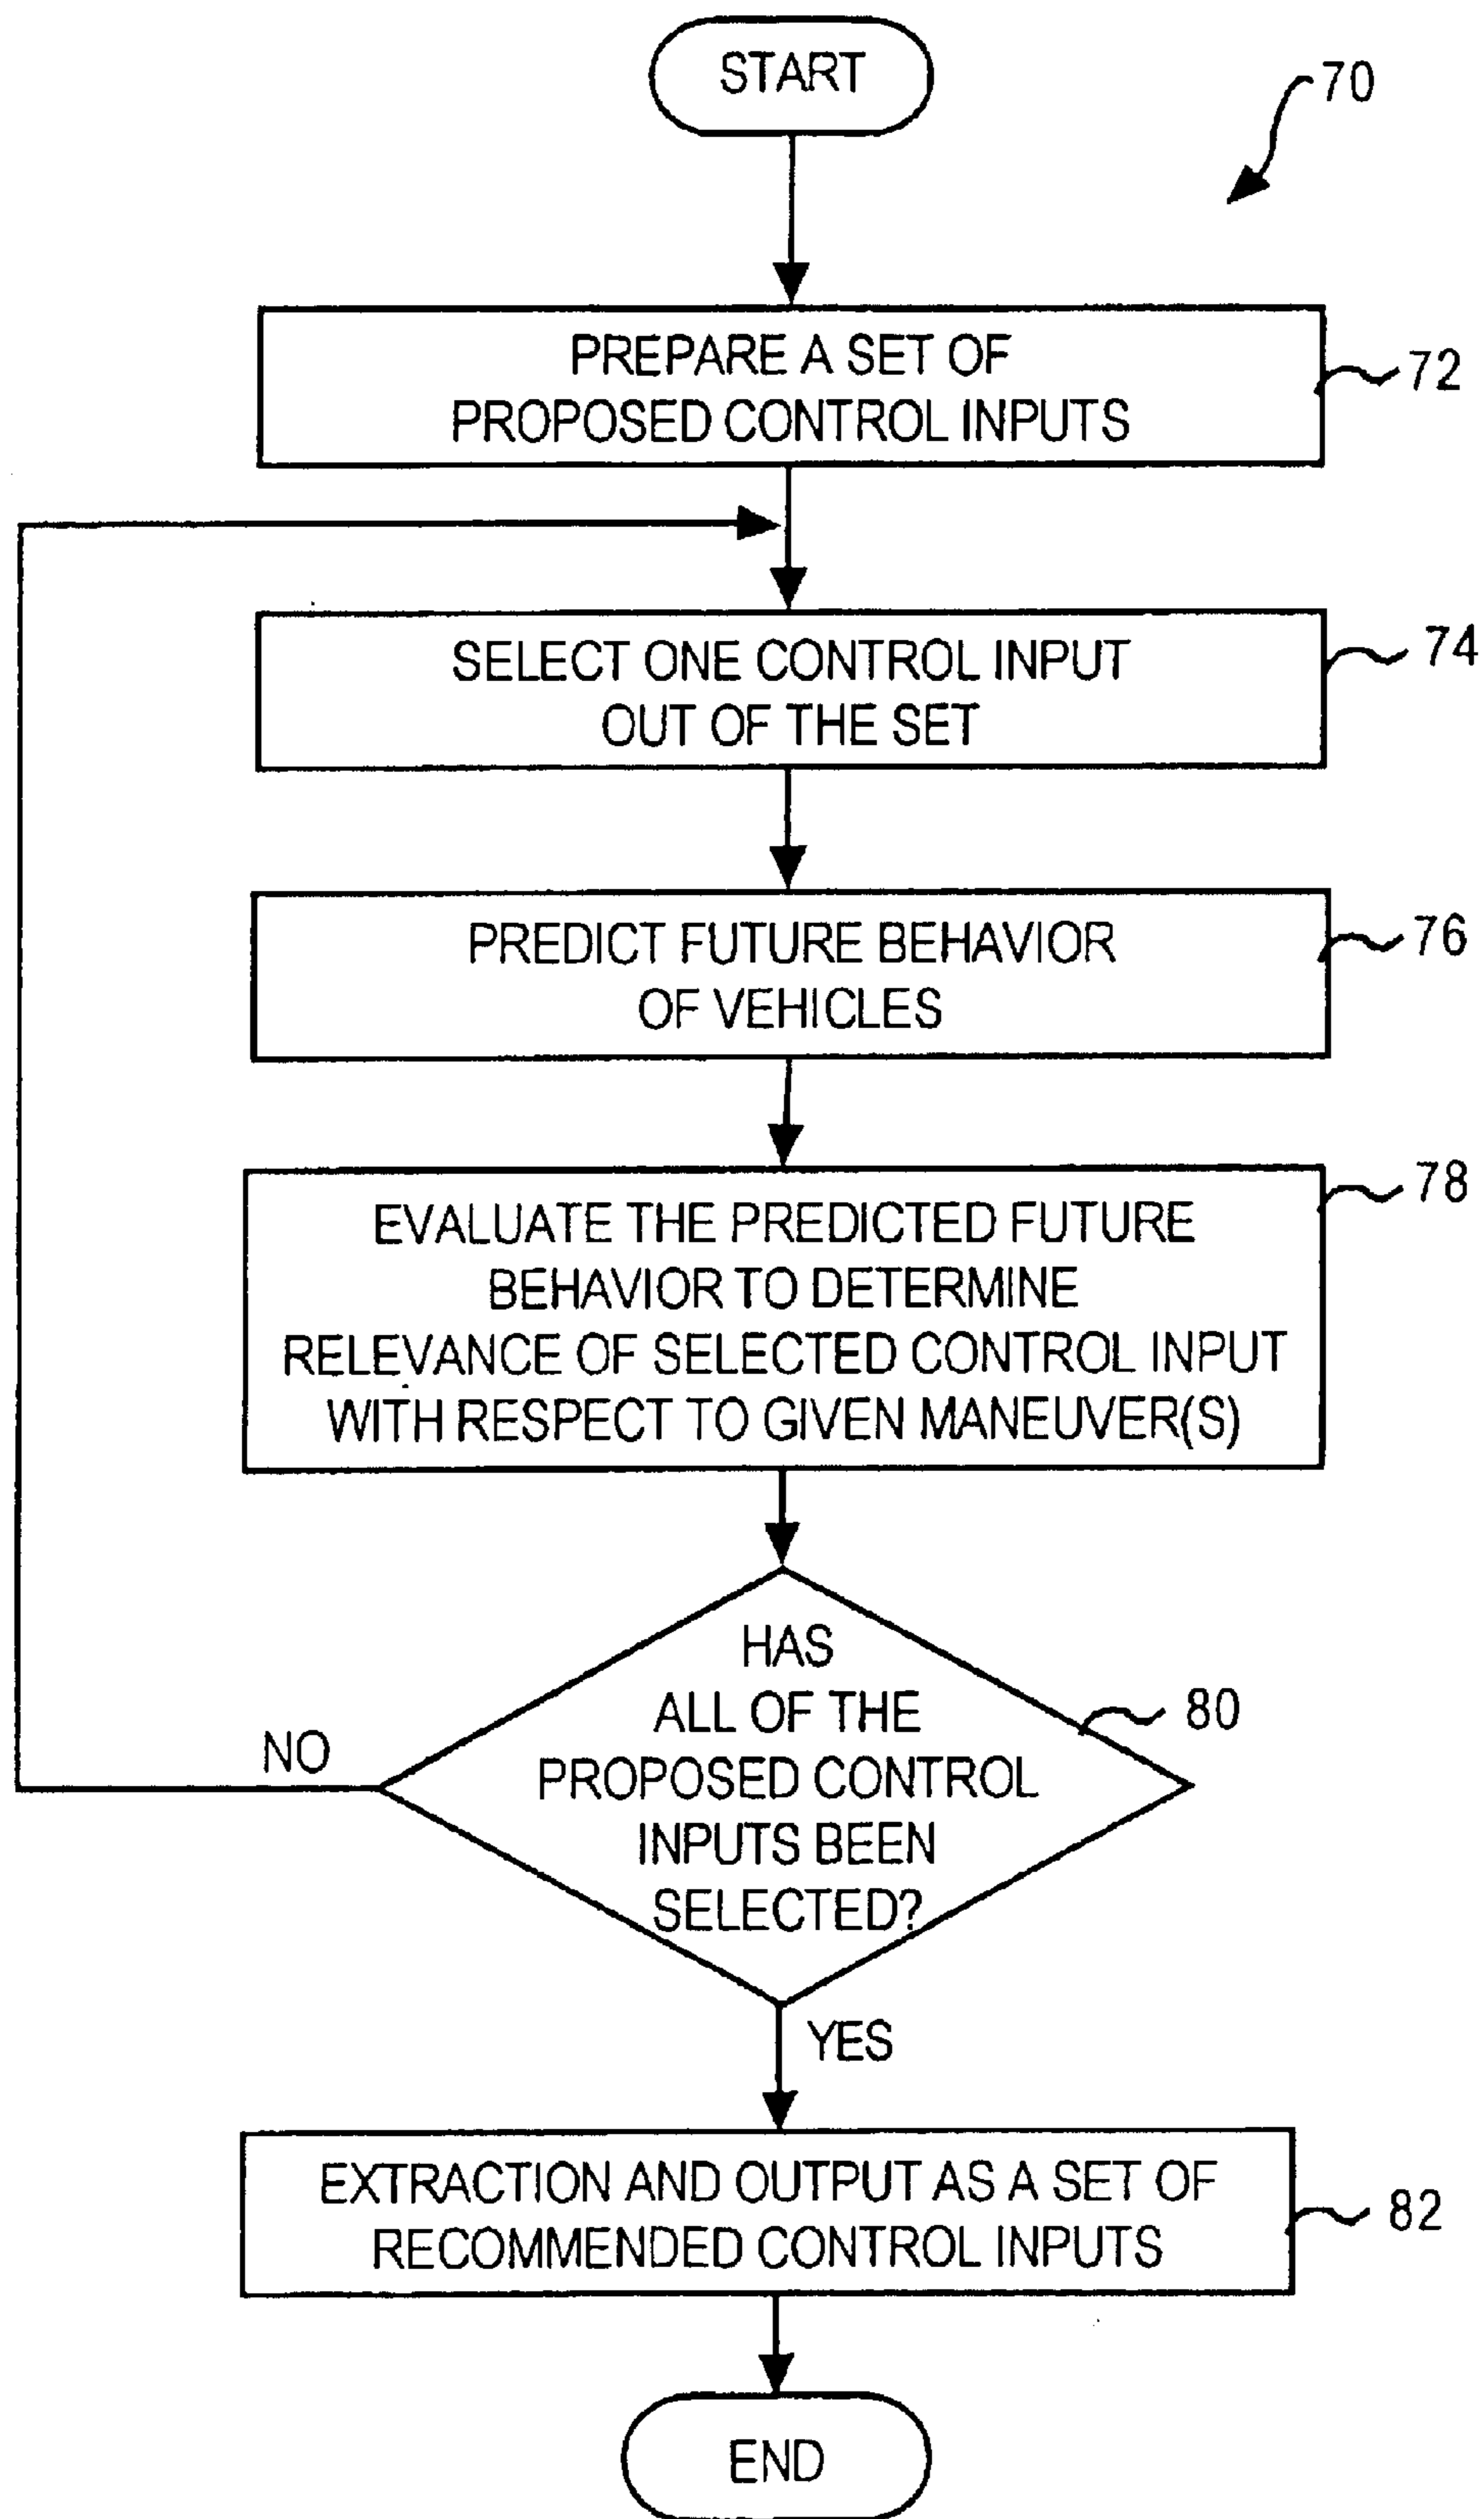 START
70
PREPARE A SET OF
PROPOSED CONTROL INPUTS
72
SELECT ONE CONTROL INPUT
OUT OF THE SET
74
PREDICT FUTURE BEHAVIOR
OF VEHICLES
76
EVALUATE THE PREDICTED FUTURE
BEHAVIOR TO DETERMINE
RELEVANCE OF SELECTED CONTROL INPUT
WITH RESPECT TO GIVEN MANEUVER(S)
78
HAS
ALL OF THE
PROPOSED CONTROL
INPUTS BEEN
SELECTED?
80
NO
YES
EXTRACTION AND OUTPUT AS A SET OF
RECOMMENDED CONTROL INPUTS
82
END